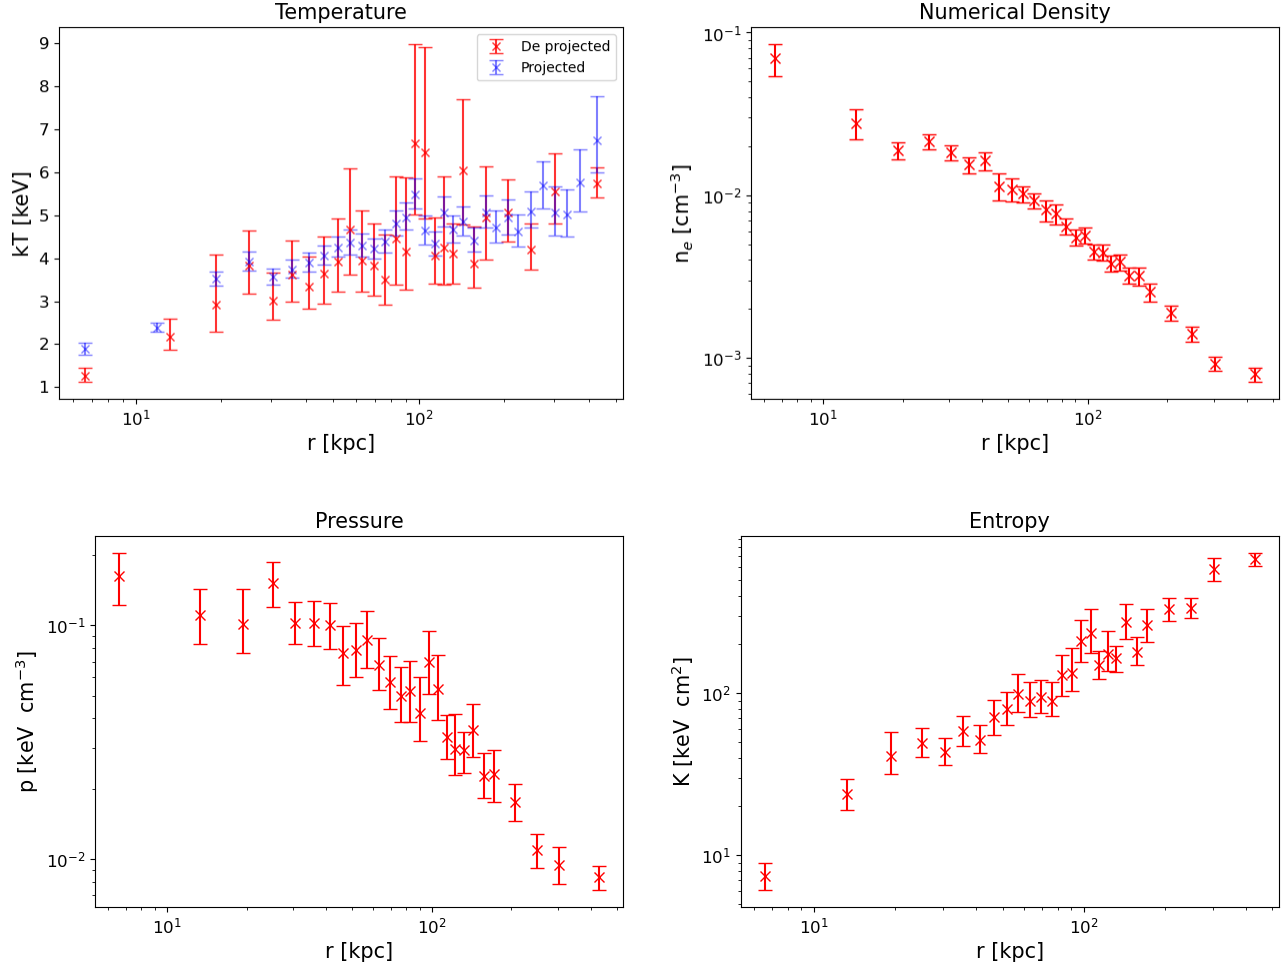 Temperature
9
8
7
6
5
4
3
2
1
kT [keV]
De projected
Projected
10¹
10²
r [kpc]
Numerical Density
10⁻¹
10⁻²
10⁻³
nₑ [cm⁻³]
10¹
10²
r [kpc]
Pressure
10⁻¹
10⁻²
p [keV cm⁻³]
10¹
10²
r [kpc]
Entropy
10²
10¹
K [keV cm²]
10¹
10²
r [kpc]